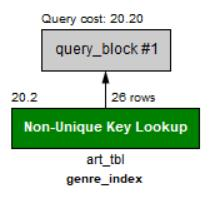 Query cost: 20.20
query_block #1
20.2 26 rows
Non-Unique Key Lookup
art_tbl
genre_index